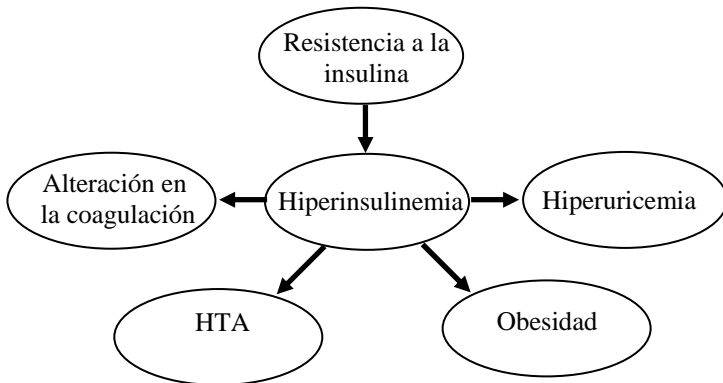 Resistencia a la
insulina
Alteración en
la coagulación
Hiperinsulinemia
Hiperuricemia
HTA
Obesidad